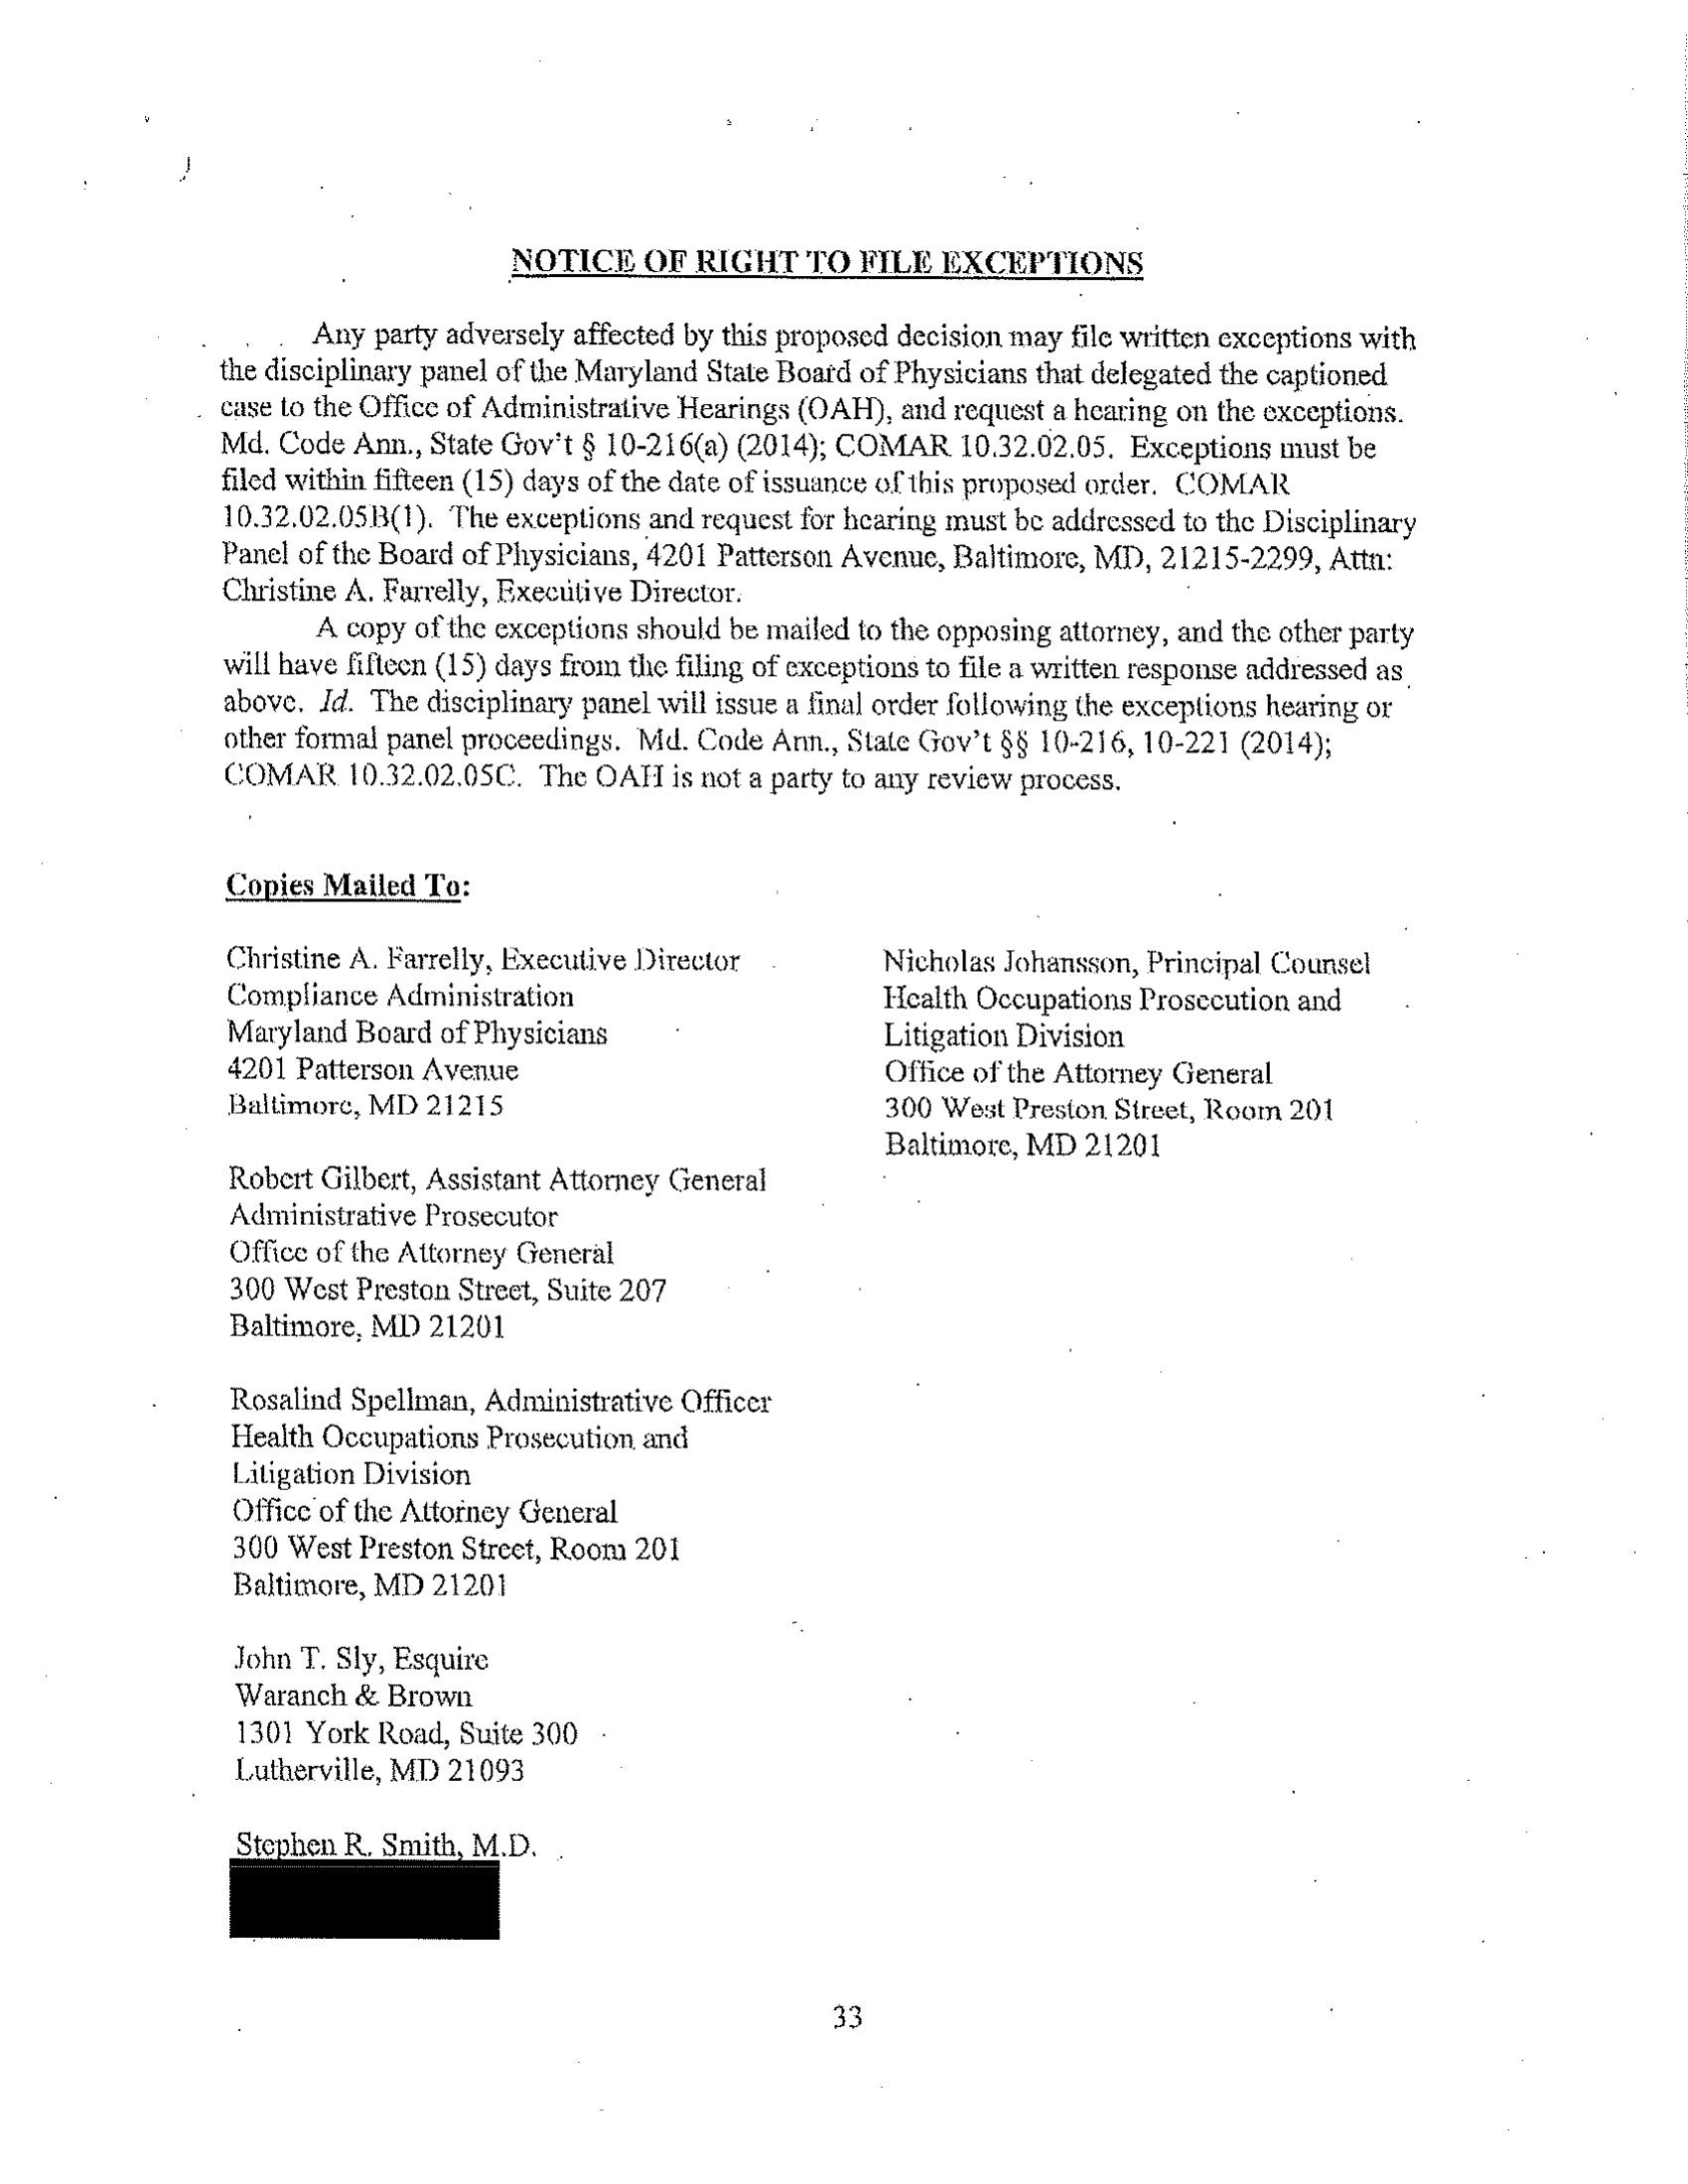 NOTICE OF RIGHT TO FILE EXCEPTIONS
Any party adversely affected by this proposed decision may file written exceptions with
the disciplinary panel of the Maryland State Board of Physicians that delegated the captioned
case to the Office of Administrative Hearings (OAH), and request a hearing on the exceptions.
Md. Code Ann., State Gov't § 10-216(a) (2014); COMAR 10.32.02.05. Exceptions must be
filed within fifteen (15) days of the date of issuance of this proposed order. COMAR
10.32.02.05B(1). The exceptions and request for hearing must be addressed to the Disciplinary
Panel of the Board of Physicians, 4201 Patterson Avenue, Baltimore, MD, 21215-2299, Attn:
Christine A. Farrelly, Executive Director.
A copy of the exceptions should be mailed to the opposing attorney, and the other party
will have fifteen (15) days from the filing of exceptions to file a written response addressed as
above. Id. The disciplinary panel will issue a final order following the exceptions hearing or
other formal panel proceedings. Md. Code Ann., State Gov't §§ 10-216, 10-221 (2014);
COMAR 10.32.02.05C. The OAH is not a party to any review process.
Copies Mailed To:
Christine A. Farrelly, Executive Director
Compliance Administration
Maryland Board of Physicians
4201 Patterson Avenue
Baltimore, MD 21215
Robert Gilbert, Assistant Attorney General
Administrative Prosecutor
Office of the Attorney General
300 West Preston Street, Suite 207
Baltimore, MD 21201
Rosalind Spellman, Administrative Officer
Health Occupations Prosecution and
Litigation Division
Office of the Attorney General
300 West Preston Street, Room 201
Baltimore, MD 21201
John T. Sly, Esquire
Waranch & Brown
1301 York Road, Suite 300
Lutherville, MD 21093
Stephen R. Smith, M.D.
Nicholas Johansson, Principal Counsel
Health Occupations Prosecution and
Litigation Division
Office of the Attorney General
300 West Preston Street, Room 201
Baltimore, MD 21201
33